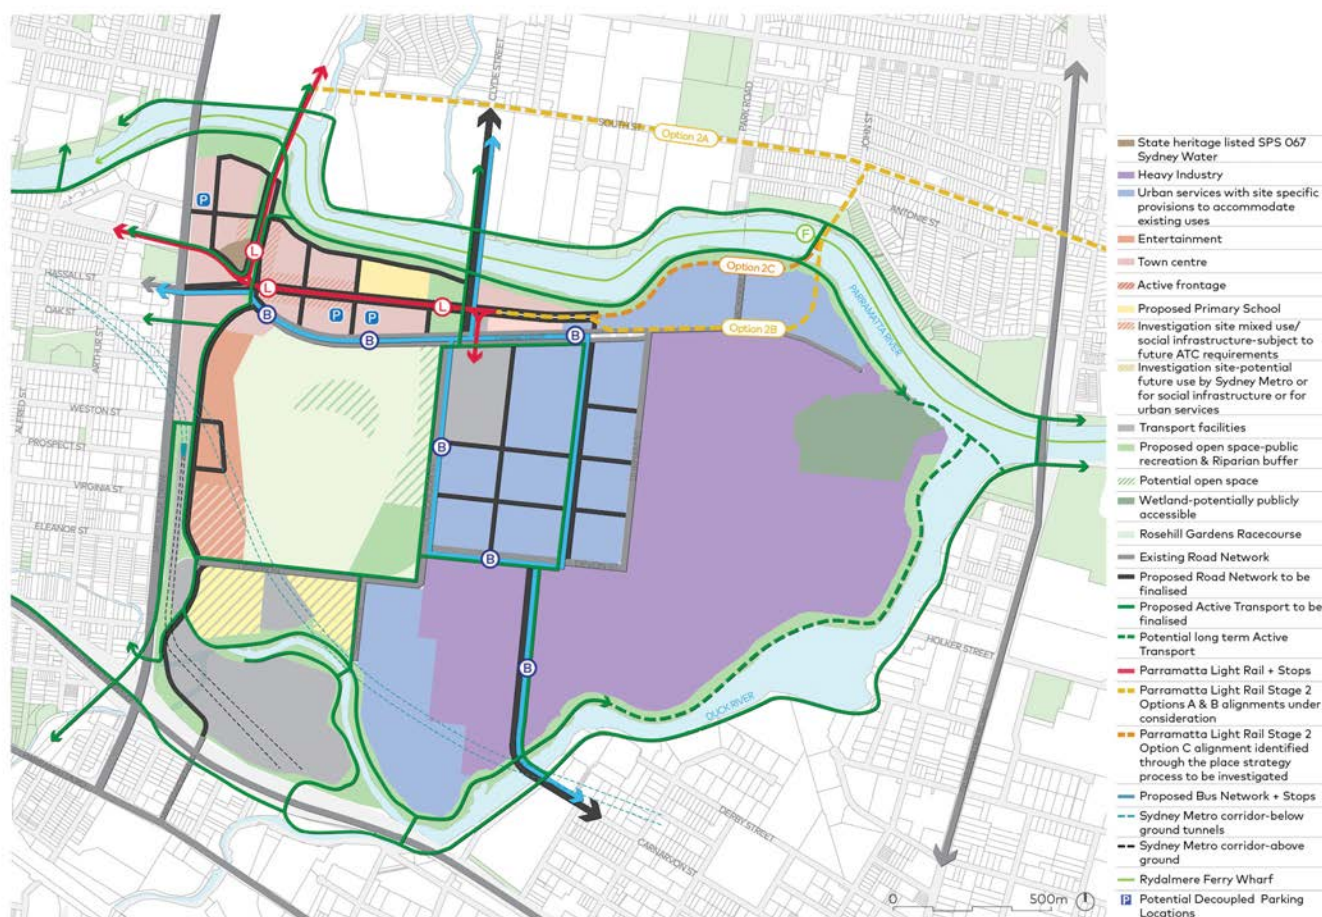 CLYDE STREET
SOUTH ST
Option 2A
PARK ROAD
JOHN ST
ANTONIE ST
P
F
L
HASSALL ST
L
Option 2C
L
PARRAMATTA RIVER
OAK ST
B
P
P
Option 2B
B
B
ARTHUR ST
ALFRED ST
WESTON ST
PROSPECT ST
B
VIRGINIA ST
ELEANOR ST
B
HOLKER STREET
B
DUCK RIVER
DERBY STREET
CARNARVON ST
0
500m
State heritage listed SPS 067
Sydney Water
Heavy Industry
Urban services with site specific
provisions to accommodate
existing uses
Entertainment
Town centre
Active frontage
Proposed Primary School
Investigation site mixed use/
social infrastructure-subject to
future ATC requirements
Investigation site-potential
future use by Sydney Metro or
for social infrastructure or for
urban services
Transport facilities
Proposed open space-public
recreation & Riparian buffer
Potential open space
Wetland-potentially publicly
accessible
Rosehill Gardens Racecourse
Existing Road Network
Proposed Road Network to be
finalised
Proposed Active Transport to be
finalised
Potential long term Active
Transport
Parramatta Light Rail + Stops
Parramatta Light Rail Stage 2
Options A & B alignments under
consideration
Parramatta Light Rail Stage 2
Option C alignment identified
through the place strategy
process to be investigated
Proposed Bus Network + Stops
Sydney Metro corridor-below
ground tunnels
Sydney Metro corridor-above
ground
Rydalmere Ferry Wharf
P Potential Decoupled Parking
Locations